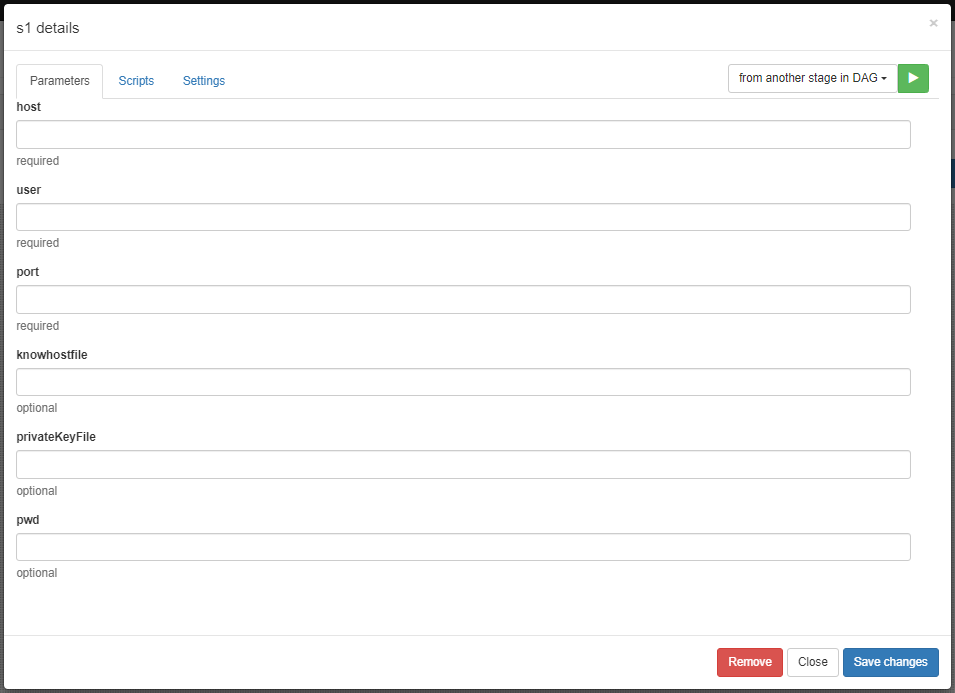 s1 details
×
Parameters
Scripts
Settings
from another stage in DAG
host
required
user
required
port
required
knowhostfile
optional
privateKeyFile
optional
pwd
optional
Remove
Close
Save changes